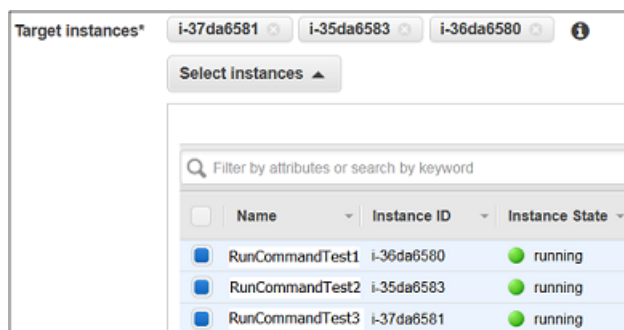 Target instances* i-37da6581 i-35da6583 i-36da6580
Select instances
Filter by attributes or search by keyword
Name Instance ID Instance State
RunCommandTest1 i-36da6580 running
RunCommandTest2 i-35da6583 running
RunCommandTest3 i-37da6581 running